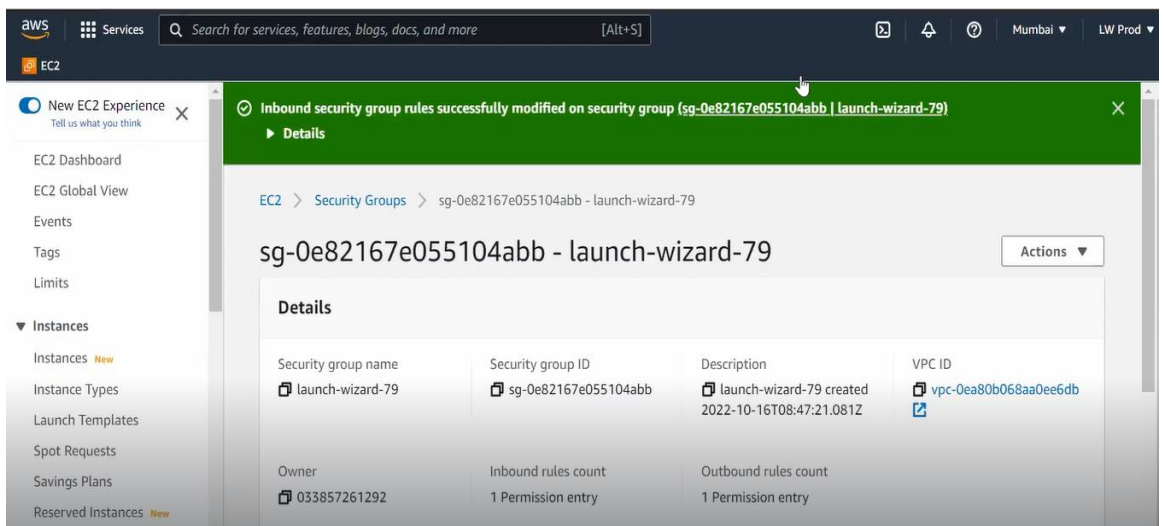 aws Services Search for services, features, blogs, docs, and more [Alt+S] Mumbai ▼ LW Prod ▼
EC2
New EC2 Experience
Tell us what you think
EC2 Dashboard
EC2 Global View
Events
Tags
Limits
▼ Instances
Instances New
Instance Types
Launch Templates
Spot Requests
Savings Plans
Reserved Instances New
Inbound security group rules successfully modified on security group (sg-0e82167e055104abb | launch-wizard-79)
▶ Details
EC2 > Security Groups > sg-0e82167e055104abb - launch-wizard-79
sg-0e82167e055104abb - launch-wizard-79
Actions ▼
Details
Security group name
launch-wizard-79
Security group ID
sg-0e82167e055104abb
Description
launch-wizard-79 created
2022-10-16T08:47:21.081Z
VPC ID
vpc-0ea80b068aa0ee6db
Owner
033857261292
Inbound rules count
1 Permission entry
Outbound rules count
1 Permission entry